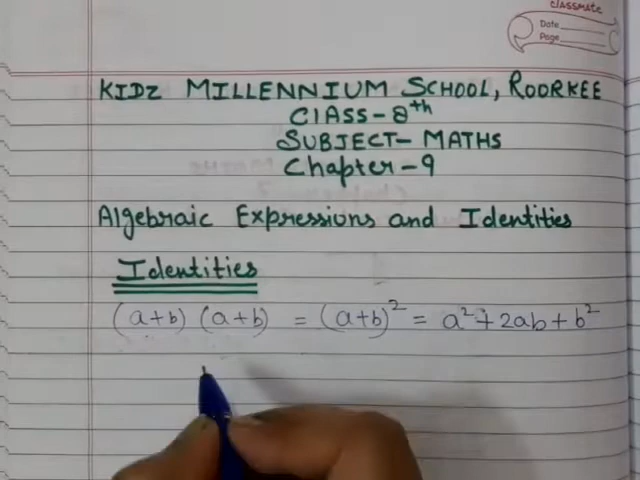 classmate
Date
Page
KIDZ MILLENNIUM SCHOOL, ROORKEE
ClASS-8th
SUBJECT- MATHS
Chapter-9
Algebraic Expressions and Identities
Identities
(a+b) (a+b) = (a+b)² = a²+2ab+b²